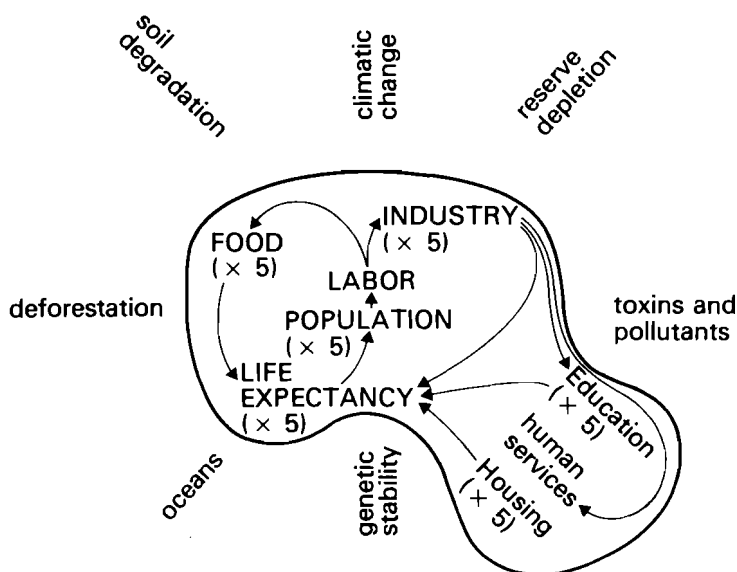 soil
degradation
climatic
change
reserve
depletion
INDUSTRY
(× 5)
FOOD
(× 5)
LABOR
deforestation
POPULATION
(× 5)
toxins and
pollutants
LIFE
EXPECTANCY
(× 5)
Education
(× 5)
human
services
Housing
(× 5)
oceans
genetic
stability